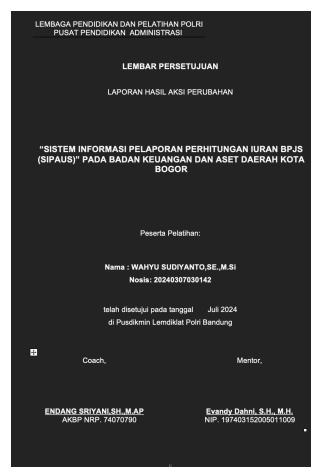 LEMBAGA PENDIDIKAN DAN PELATIHAN POLRI
PUSAT PENDIDIKAN ADMINISTRASI
LEMBAR PERSETUJUAN
LAPORAN HASIL AKSI PERUBAHAN
“SISTEM INFORMASI PELAPORAN PERHITUNGAN IURAN BPJS
(SIPAUS)” PADA BADAN KEUANGAN DAN ASET DAERAH KOTA
BOGOR
Peserta Pelatihan:
Nama : WAHYU SUDIYANTO,SE.,M.Si
Nosis: 20240307030142
telah disetujui pada tanggal Juli 2024
di Pusdikmin Lemdiklat Polri Bandung
Coach, Mentor,
ENDANG SRIYANI,SH.,M.AP Evandy Dahni, S.H., M.H.
AKBP NRP. 74070790 NIP. 197403152005011009